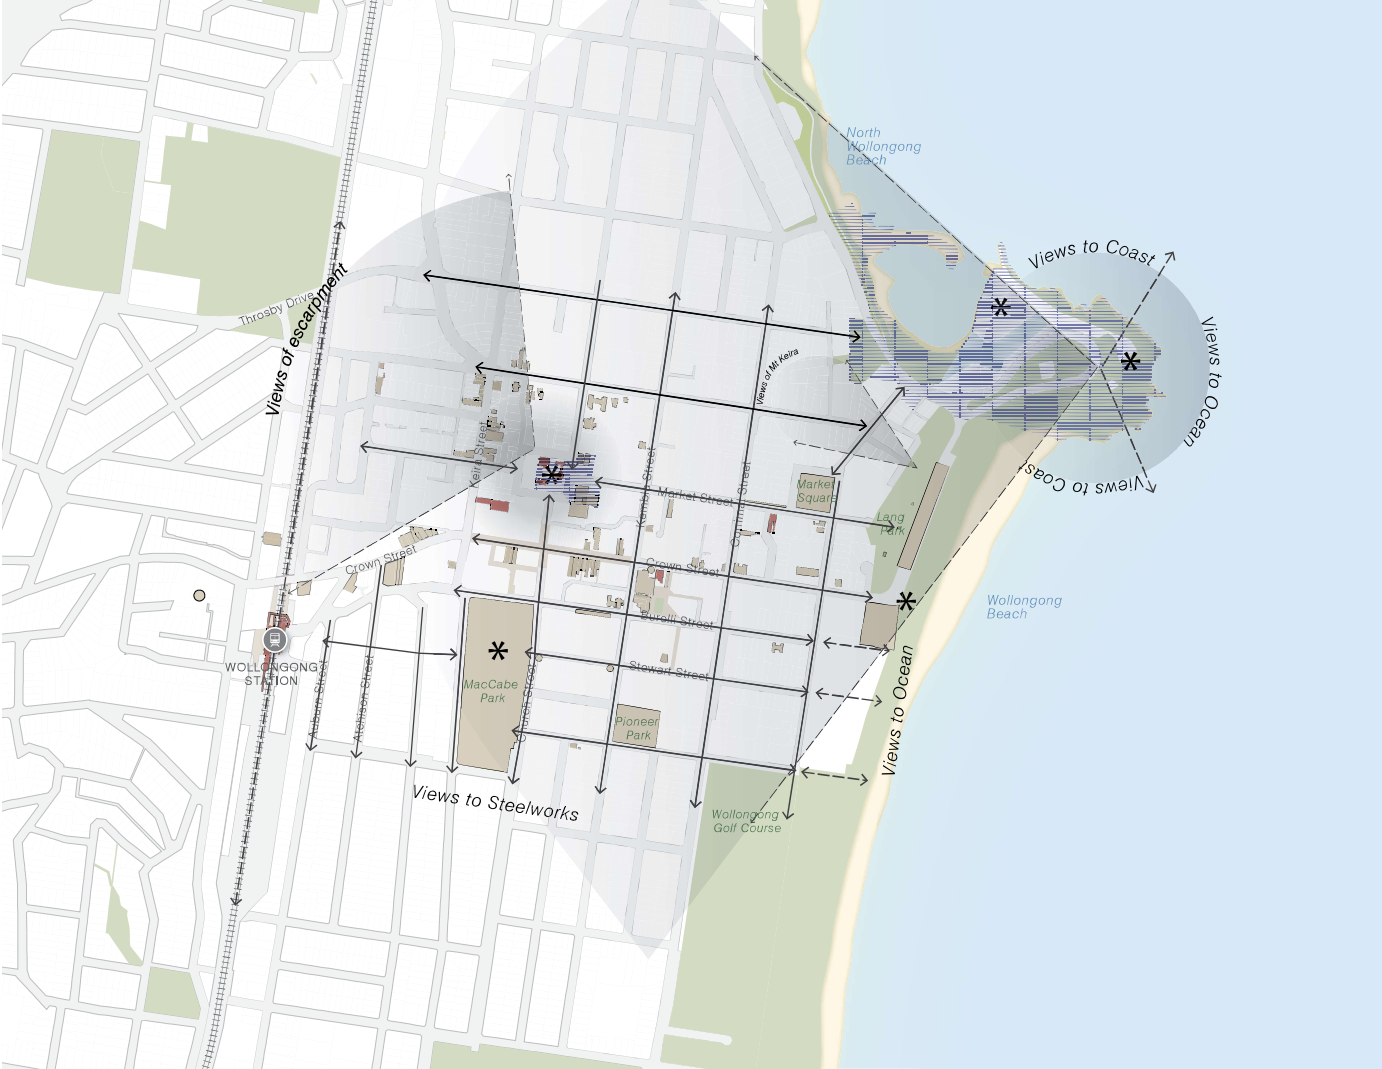 North
Wollongong
Beach
Views to Coast
Views to Ocean
Throsby Drive
Views of escarpment
Views of Mt Keira
Keira Street
Market Street
Market
Square
Views to Coast
Kembla Street
Corrimal Street
Lang
Park
Crown Street
Crown Street
Wollongong
Beach
Burelli Street
WOLLONGONG
STATION
Stewart Street
MacCabe
Park
Auburn Street
Atchison Street
Church Street
Pioneer
Park
Views to Ocean
Views to Steelworks
Wollongong
Golf Course